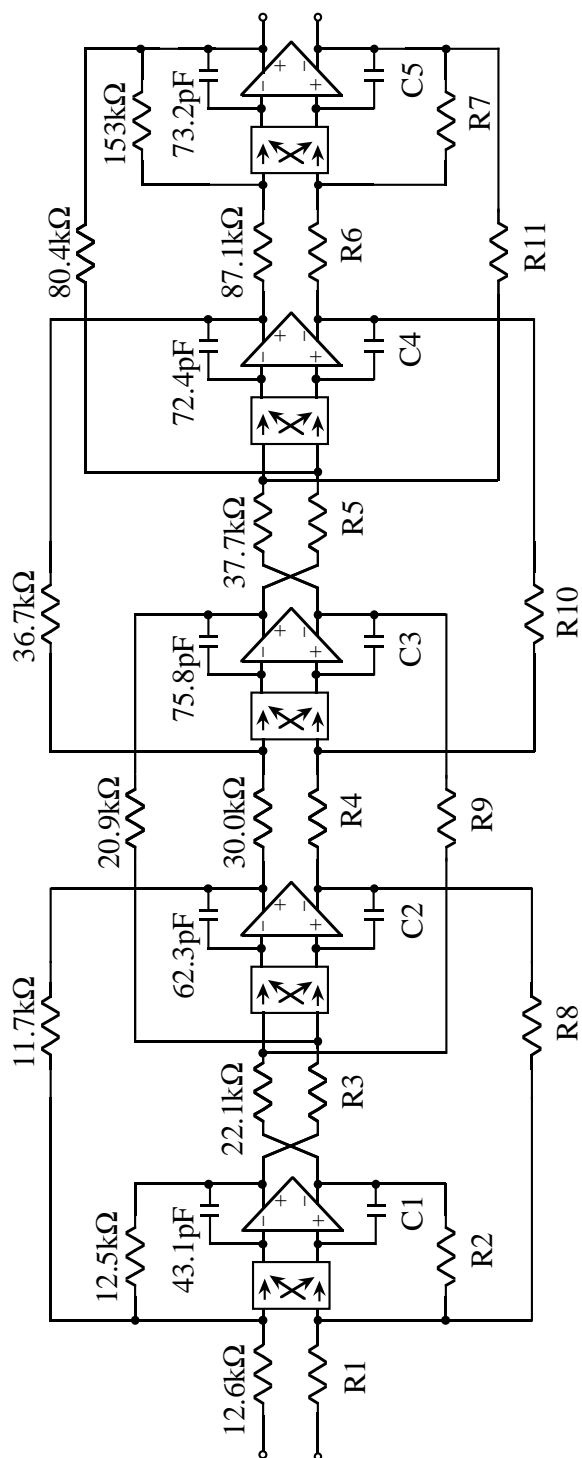 12.6kΩ
R1
12.5kΩ
43.1pF
C1
R2
11.7kΩ
R8
22.1kΩ
R3
62.3pF
C2
20.9kΩ
R9
30.0kΩ
R4
75.8pF
C3
36.7kΩ
R10
37.7kΩ
R5
72.4pF
C4
80.4kΩ
R11
87.1kΩ
R6
153kΩ
73.2pF
C5
R7